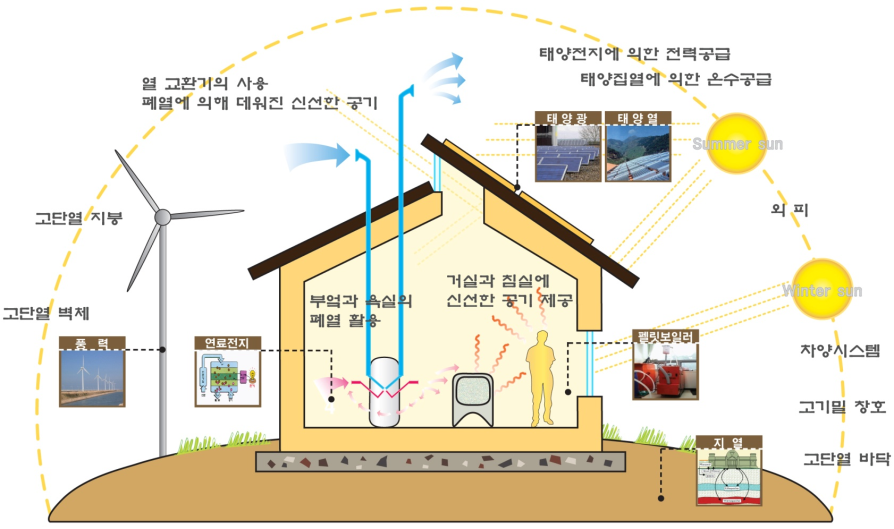 태양전지에 의한 전력공급
태양집열에 의한 온수공급
열 교환기의 사용
폐열에 의해 데워진 신선한 공기
태양광
태양열
Summer sun
고단열 지붕
외 피
거실과 침실에
신선한 공기 제공
부엌과 욕실의
폐열 활용
Winter sun
고단열 벽체
풍 력
연료전지
펠릿보일러
차양시스템
고기밀 창호
지 열
고단열 바닥